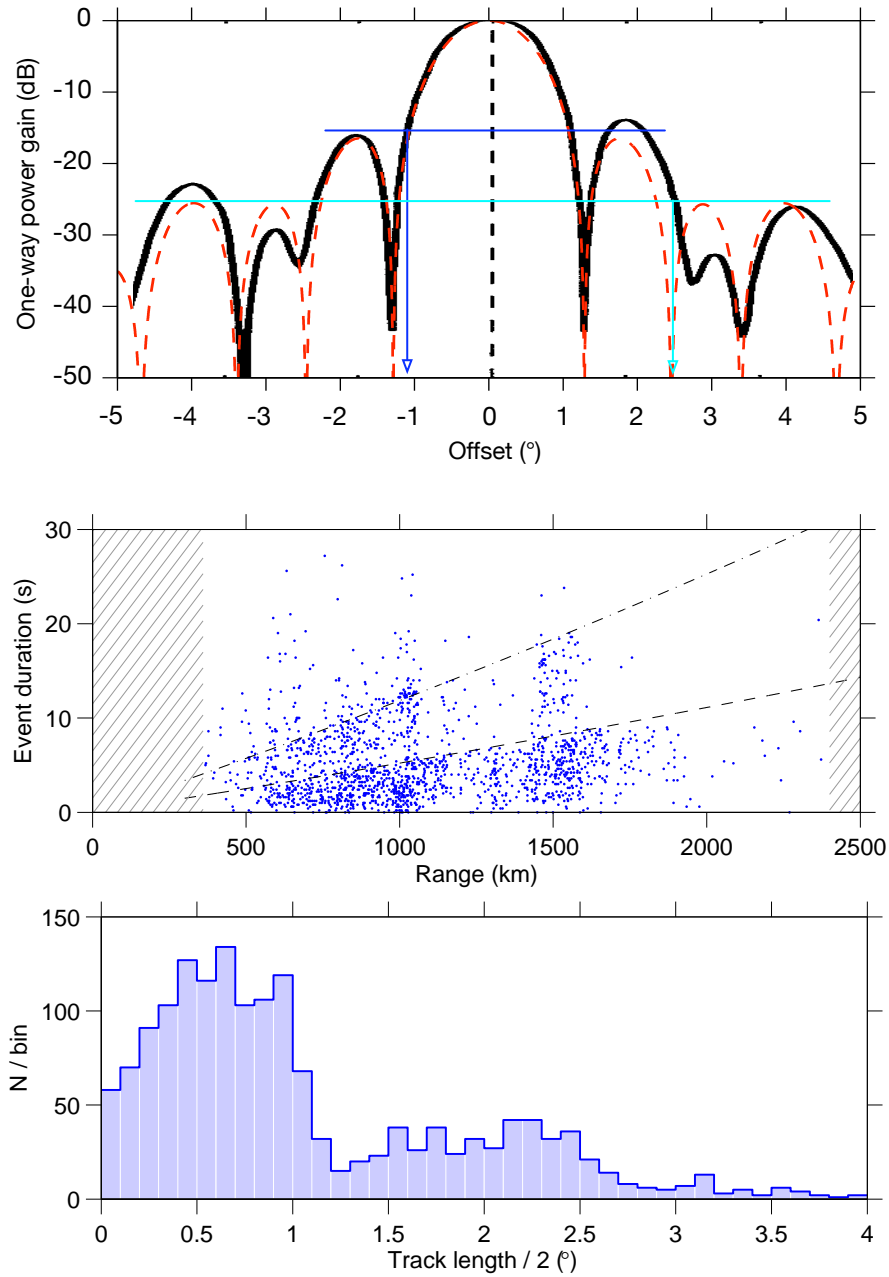 0
-10
-20
-30
-40
-50
One-way power gain (dB)
-5 -4 -3 -2 -1 0 1 2 3 4 5
Offset (°)
30
20
10
0
Event duration (s)
0 500 1000 1500 2000 2500
Range (km)
150
100
50
0
N / bin
0 0.5 1 1.5 2 2.5 3 3.5 4
Track length / 2 (°)